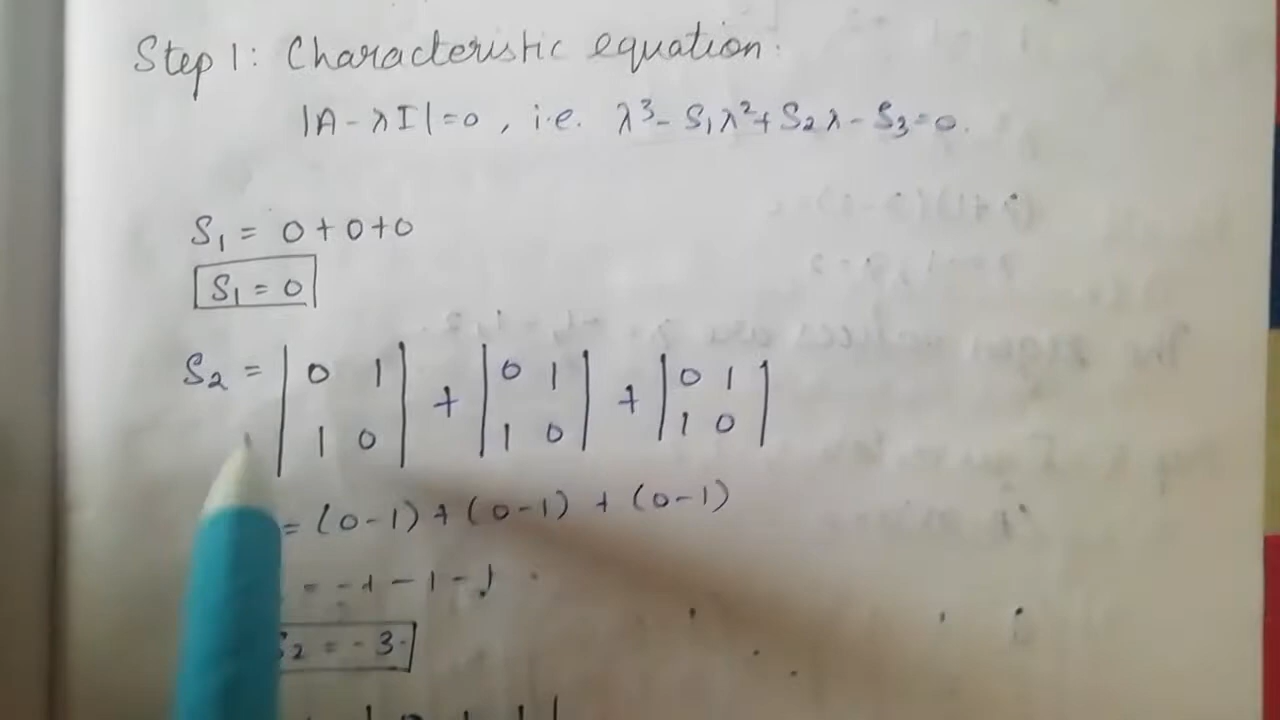 Step 1: Characteristic equation:
|A - λI| = 0, i.e. λ³ - S₁λ² + S₂λ - S₃ = 0.
S₁ = 0 + 0 + 0
S₁ = 0
S₂ = | 0 1 | + | 0 1 | + | 0 1 |
| 1 0 | | 1 0 | | 1 0 |
= (0-1) + (0-1) + (0-1)
= -1 - 1 - 1
S₂ = -3.